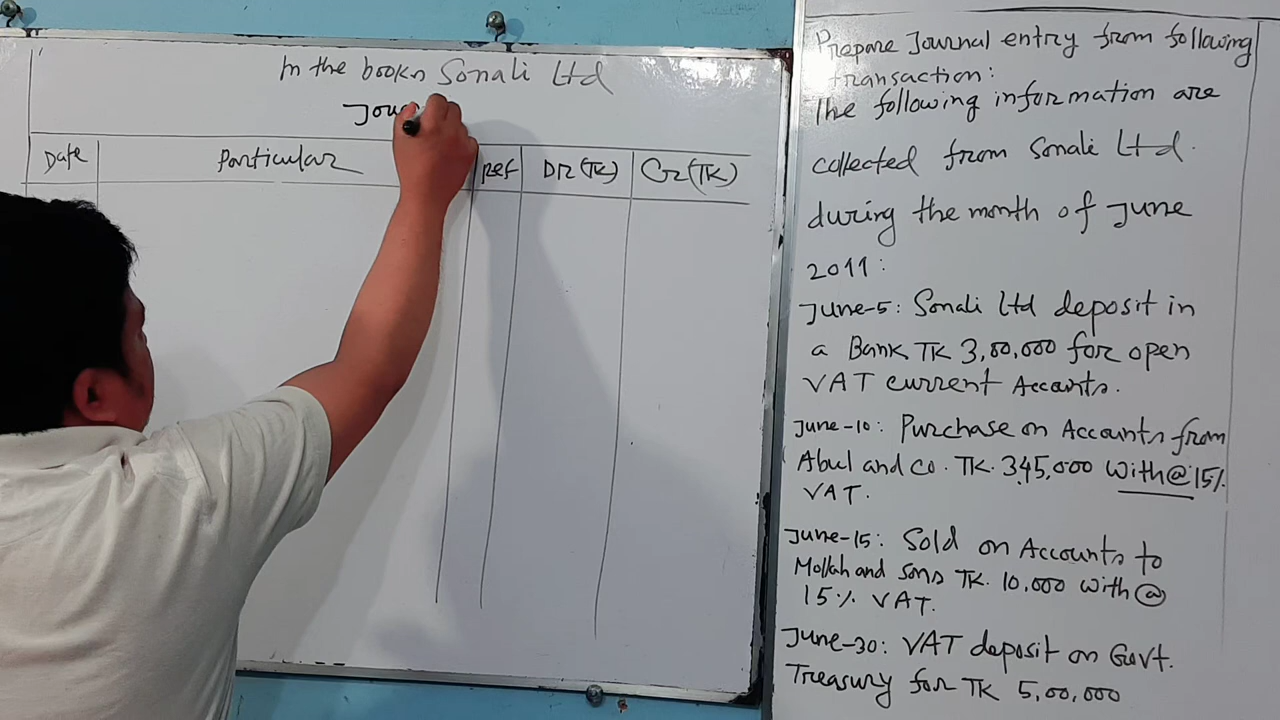 In the books Sonali Ltd
Jou
Date Particular Ref Dr (TK) Cr (TK)
Prepare Journal entry from following
transaction:
The following information are
collected from Sonali Ltd.
during the month of June
2011:
June-5: Sonali Ltd deposit in
a Bank TK 3,00,000 for open
VAT current Accounts.
June-10: Purchase on Accounts from
Abul and co. TK. 345,000 with @ 15%
VAT.
June-15: Sold on Accounts to
Mollah and Sons TK. 10,000 with @
15% VAT.
June-30: VAT deposit on Govt.
Treasury for TK 5,00,000